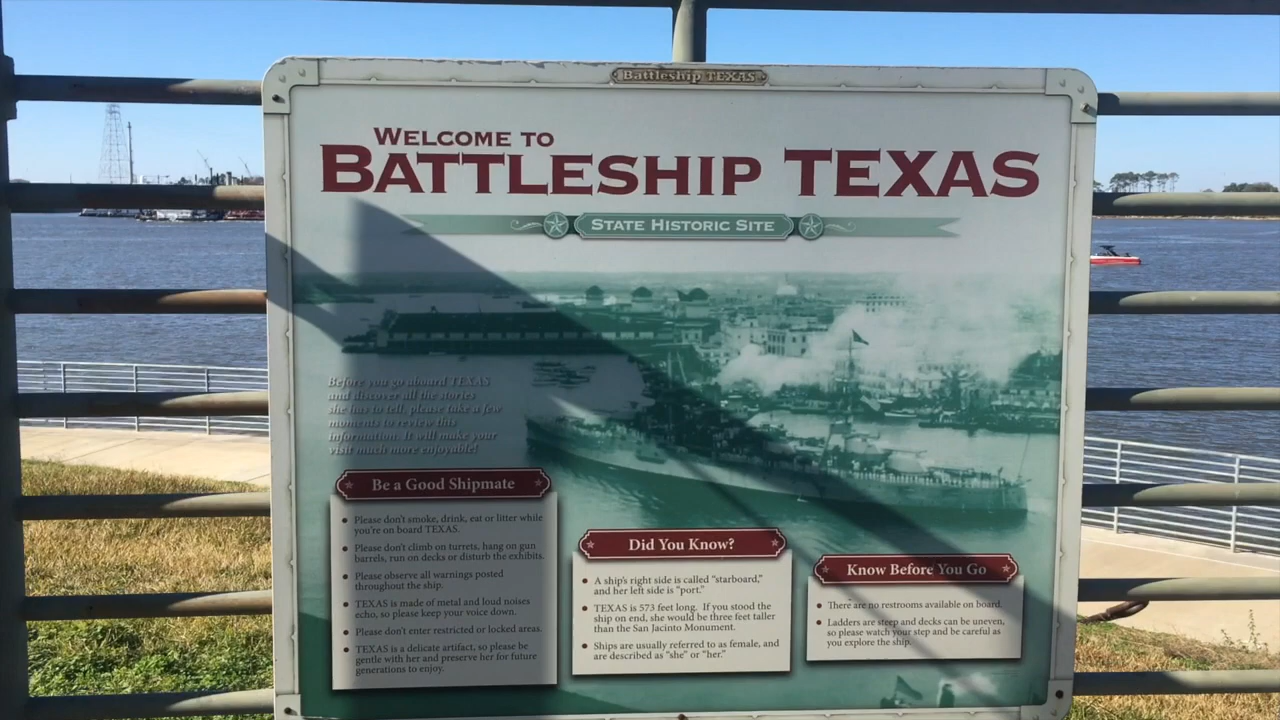 Battleship TEXAS
WELCOME TO
BATTLESHIP TEXAS
STATE HISTORIC SITE
Before you go aboard TEXAS
and discover all the stories
she has to tell, please take a few
moments to review this
information. It will make your
visit much more enjoyable!
Be a Good Shipmate
• Please don't smoke, drink, eat or litter while
you're on board TEXAS.
• Please don't climb on turrets, hang on gun
barrels, run on decks or disturb the exhibits.
• Please observe all warnings posted
throughout the ship.
• TEXAS is made of metal and loud noises
echo, so please keep your voice down.
• Please don't enter restricted or locked areas.
• TEXAS is a delicate artifact, so please be
gentle with her and preserve her for future
generations to enjoy.
Did You Know?
• A ship's right side is called "starboard,"
and her left side is "port."
• TEXAS is 573 feet long. If you stood the
ship on end, she would be three feet taller
than the San Jacinto Monument.
• Ships are usually referred to as female, and
are described as "she" or "her."
Know Before You Go
• There are no restrooms available on board.
• Ladders are steep and decks can be uneven,
so please watch your step and be careful as
you explore the ship.